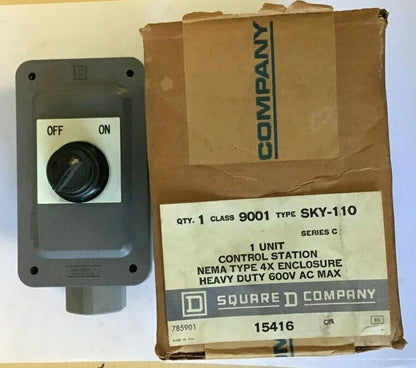 OFF ON
COMPANY
QTY. 1 CLASS 9001 TYPE SKY-110
SERIES C
1 UNIT
CONTROL STATION
NEMA TYPE 4X ENCLOSURE
HEAVY DUTY 600V AC MAX
D SQUARE D COMPANY
785901 15416
COMPANY